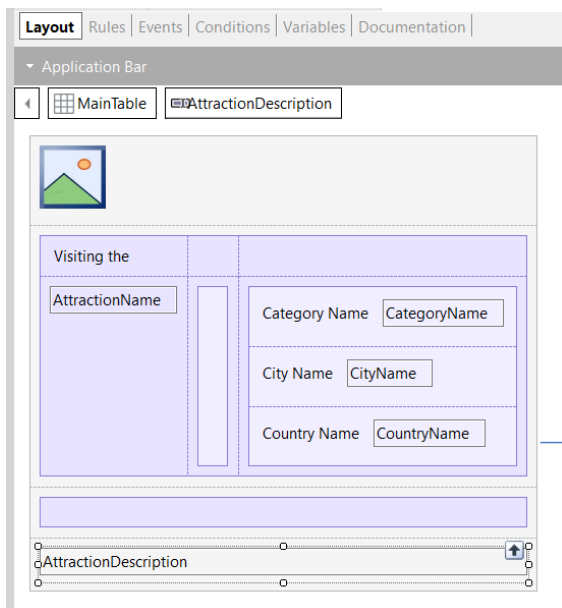 Layout Rules Events Conditions Variables Documentation
Application Bar
MainTable AttractionDescription
Visiting the
AttractionName
Category Name CategoryName
City Name CityName
Country Name CountryName
AttractionDescription